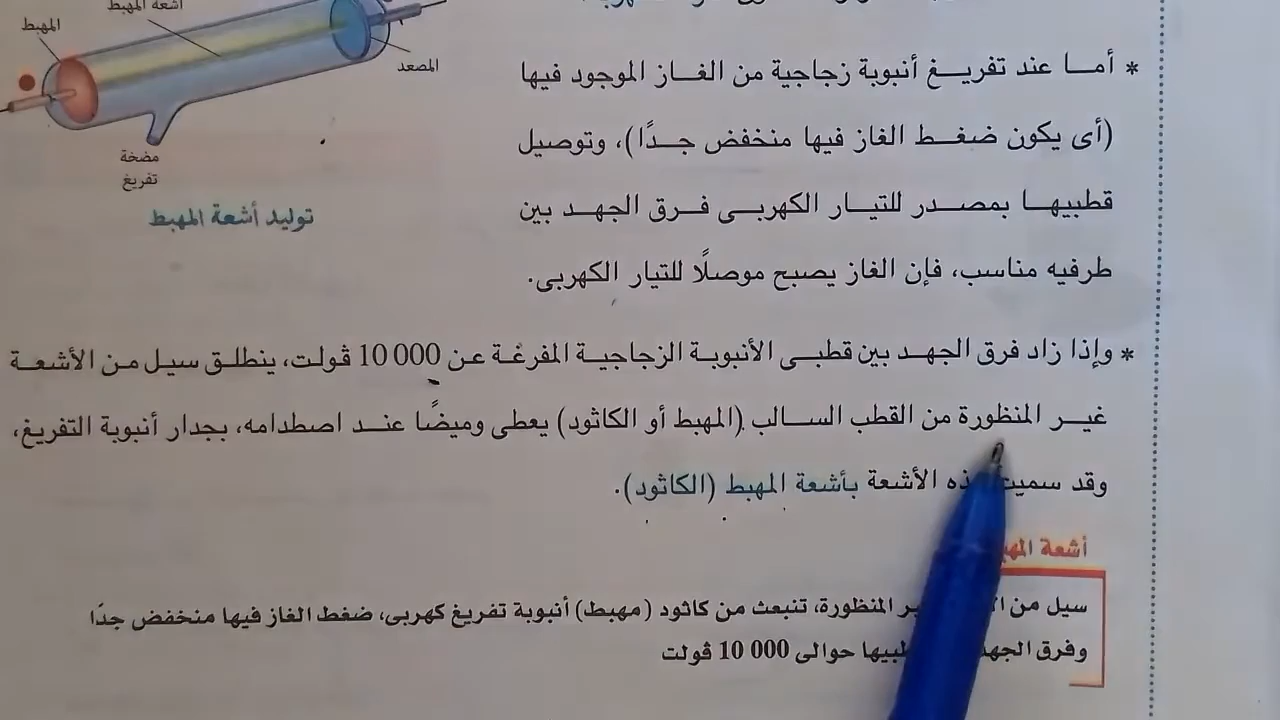 أشعة المهبط
المهبط
المصعد
مضخة
تفريغ
توليد أشعة المهبط
* أما عند تفريغ أنبوبة زجاجية من الغاز الموجود فيها
(أى يكون ضغط الغاز فيها منخفض جدًا)، وتوصيل
قطبيها بمصدر للتيار الكهربى فرق الجهد بين
طرفيه مناسب، فإن الغاز يصبح موصلًا للتيار الكهربى.
* وإذا زاد فرق الجهد بين قطبى الأنبوبة الزجاجية المفرغة عن 000 10 ڤولت، ينطلق سيل من الأشعة
غير المنظورة من القطب السالب (المهبط أو الكاثود) يعطى وميضًا عند اصطدامه، بجدار أنبوبة التفريغ،
وقد سميت الأشعة بأشعة المهبط (الكاثود).
أشعة
سيل من المنظورة، تنبعث من كاثود (مهبط) أنبوبة تفريغ كهربى، ضغط الغاز فيها منخفض جدًا
وفرق الجهد حوالى 000 10 ڤولت